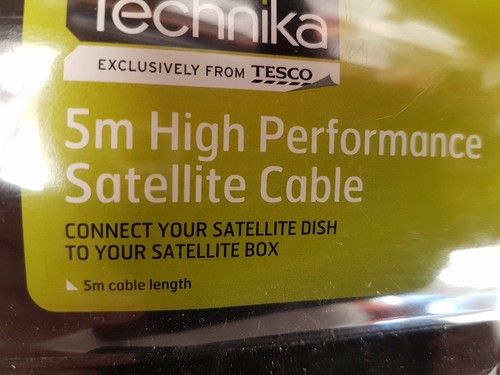 Technika
EXCLUSIVELY FROM TESCO
5m High Performance
Satellite Cable
CONNECT YOUR SATELLITE DISH
TO YOUR SATELLITE BOX
5m cable length